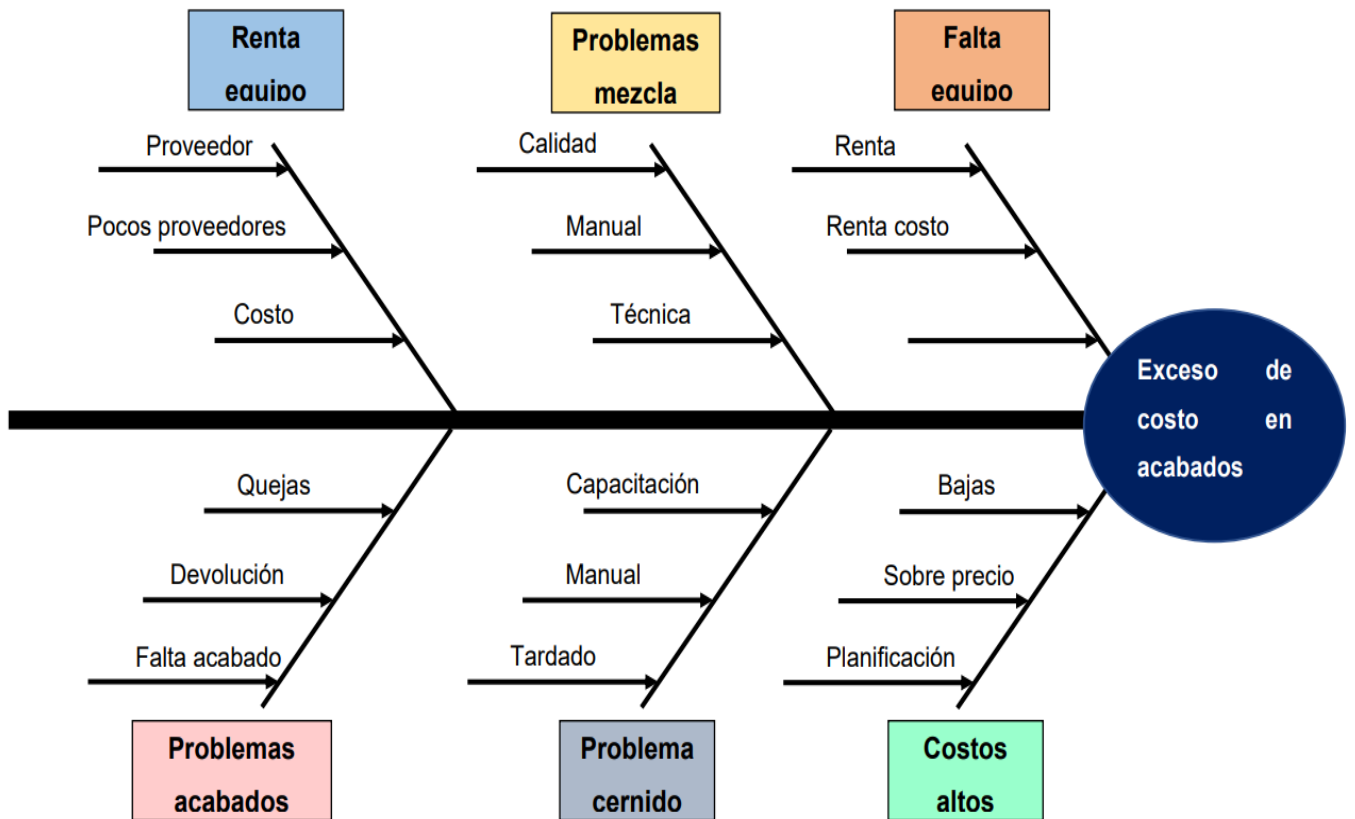 Renta
equipo
Problemas
mezcla
Falta
equipo
Proveedor
Calidad
Renta
Pocos proveedores
Manual
Renta costo
Costo
Técnica
Exceso de
costo en
acabados
Quejas
Capacitación
Bajas
Devolución
Manual
Sobre precio
Falta acabado
Tardado
Planificación
Problemas
acabados
Problema
cernido
Costos
altos